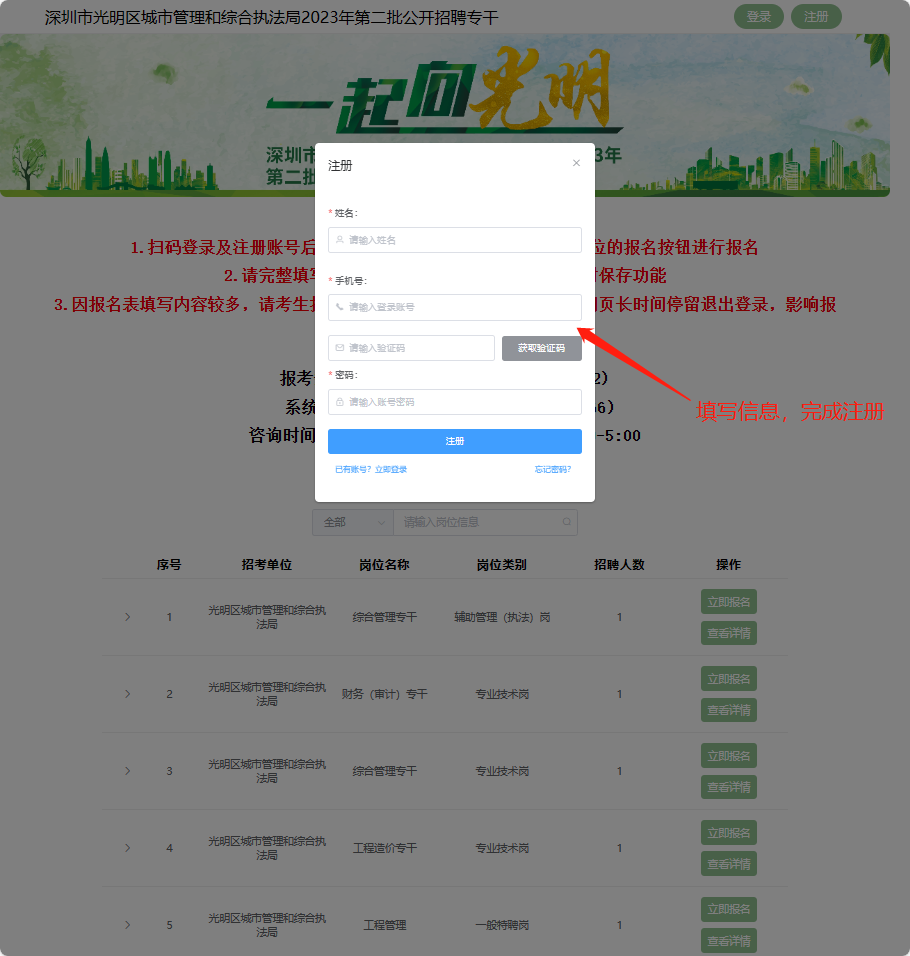 深圳市光明区城市管理和综合执法局2023年第二批公开招聘专干
登录 注册
一起向光明
深圳市
3年
第二批
注册
×
* 姓名：
请输入姓名
* 手机号：
请输入登录账号
请输入验证码 获取验证码
* 密码：
请输入账号密码
注册
已有账号？立即登录 忘记密码？
1.扫码登录及注册账号后 位的报名按钮进行报名
2.请完整填写 保存功能
3.因报名表填写内容较多，请考生 页长时间停留退出登录，影响报
填写信息，完成注册
报考 2）
系统 6）
咨询时间 -5:00
全部 请输入岗位信息
序号 招考单位 岗位名称 岗位类别 招聘人数 操作
1 光明区城市管理和综合执法局 综合管理专干 辅助管理（执法）岗 1 立即报名 查看详情
2 光明区城市管理和综合执法局 财务（审计）专干 专业技术岗 1 立即报名 查看详情
3 光明区城市管理和综合执法局 综合管理专干 专业技术岗 1 立即报名 查看详情
4 光明区城市管理和综合执法局 工程造价专干 专业技术岗 1 立即报名 查看详情
5 光明区城市管理和综合执法局 工程管理 一般特聘岗 1 立即报名 查看详情